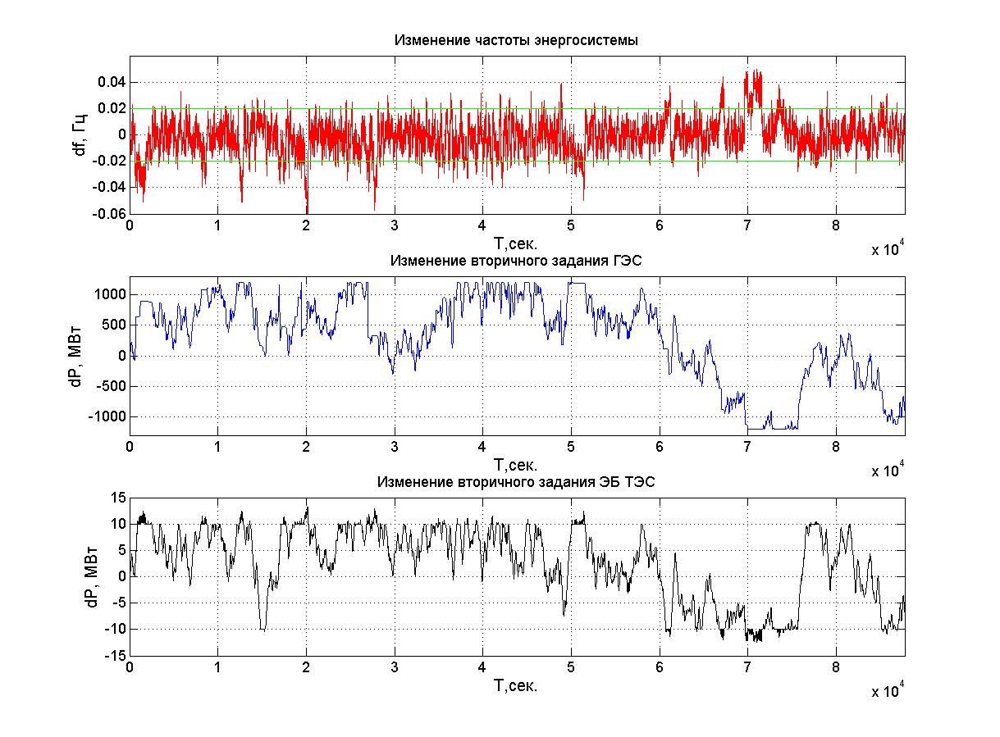 Изменение частоты энергосистемы
df, Гц
0.04
0.02
0
-0.02
-0.04
-0.06
0 1 2 3 4 5 6 7 8
T,сек.
x 10^4
Изменение вторичного задания ГЭС
dP, МВт
1000
500
0
-500
-1000
0 1 2 3 4 5 6 7 8
T,сек.
x 10^4
Изменение вторичного задания ЭБ ТЭС
dP, МВт
15
10
5
0
-5
-10
-15
0 1 2 3 4 5 6 7 8
T,сек.
x 10^4